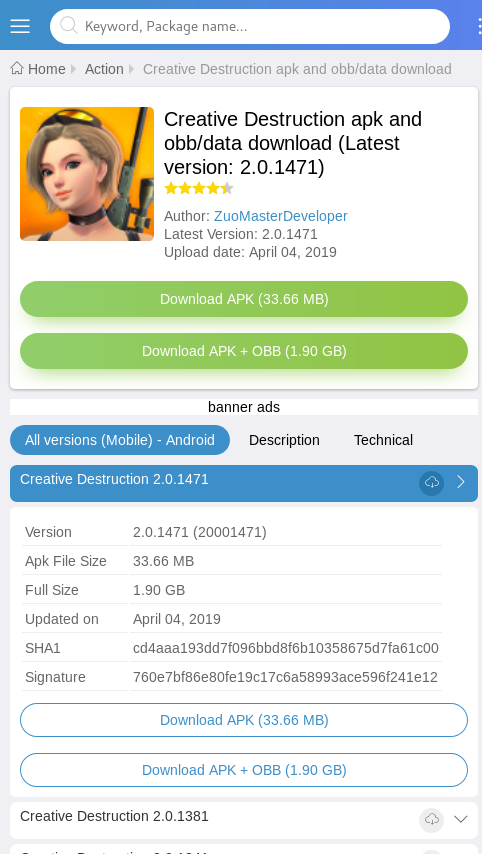 Keyword, Package name...
Home Action Creative Destruction apk and obb/data download
Creative Destruction apk and
obb/data download (Latest
version: 2.0.1471)
Author: ZuoMasterDeveloper
Latest Version: 2.0.1471
Upload date: April 04, 2019
Download APK (33.66 MB)
Download APK + OBB (1.90 GB)
banner ads
All versions (Mobile) - Android Description Technical
Creative Destruction 2.0.1471
Version 2.0.1471 (20001471)
Apk File Size 33.66 MB
Full Size 1.90 GB
Updated on April 04, 2019
SHA1 cd4aaa193dd7f096bbd8f6b10358675d7fa61c00
Signature 760e7bf86e80fe19c17c6a58993ace596f241e12
Download APK (33.66 MB)
Download APK + OBB (1.90 GB)
Creative Destruction 2.0.1381